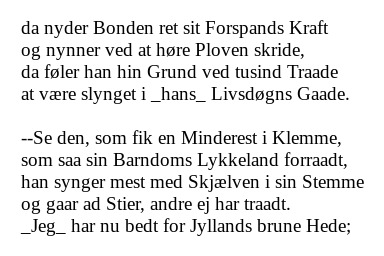 da nyder Bonden ret sit Forspands Kraft
og nynner ved at høre Ploven skride,
da føler han hin Grund ved tusind Traade
at være slynget i _hans_ Livsdøgns Gaade.

--Se den, som fik en Minderest i Klemme,
som saa sin Barndoms Lykkeland forraadt,
han synger mest med Skjælven i sin Stemme
og gaar ad Stier, andre ej har traadt.
_Jeg_ har nu bedt for Jyllands brune Hede;